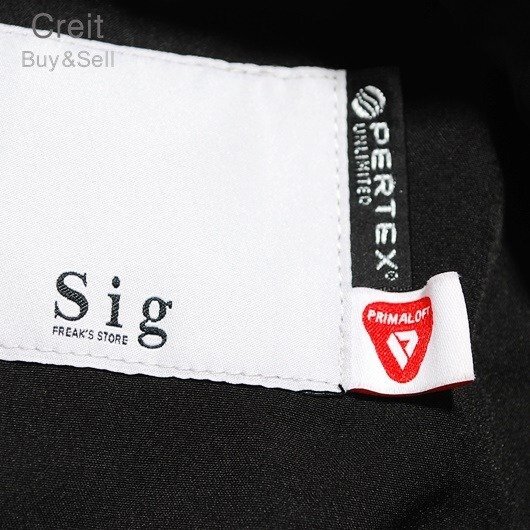 Creit
Buy&Sell
PERTEX®
UNLIMITED
Sig
FREAK'S STORE
PRIMALOFT